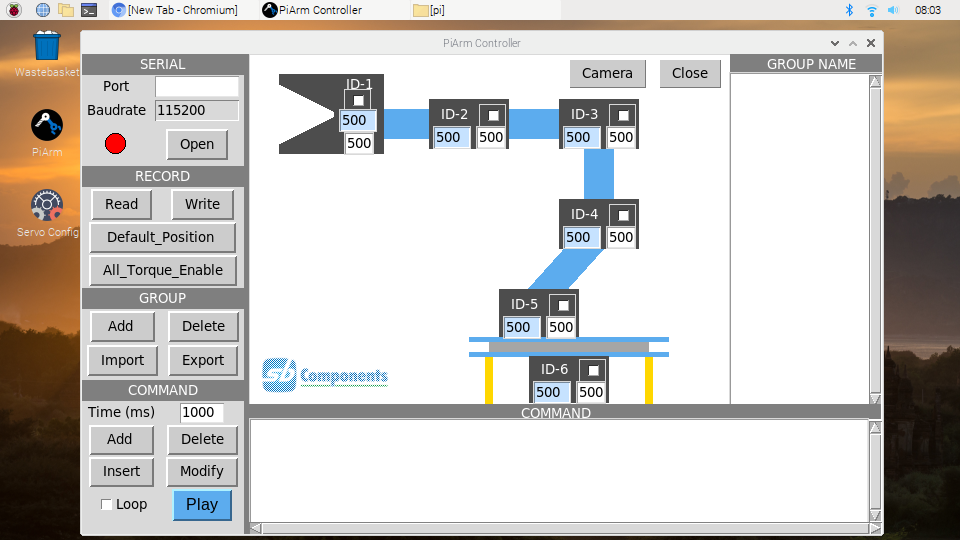 [New Tab - Chromium]
PiArm Controller
[pi]
08:03
Wastebasket
PiArm
Servo Config
PiArm Controller
SERIAL
Port
Baudrate 115200
Open
RECORD
Read Write
Default_Position
All_Torque_Enable
GROUP
Add Delete
Import Export
COMMAND
Time (ms) 1000
Add Delete
Insert Modify
Loop Play
Camera Close
ID-1
500
500
ID-2
500 500
ID-3
500 500
ID-4
500 500
ID-5
500 500
ID-6
500 500
sb Components
GROUP NAME
COMMAND